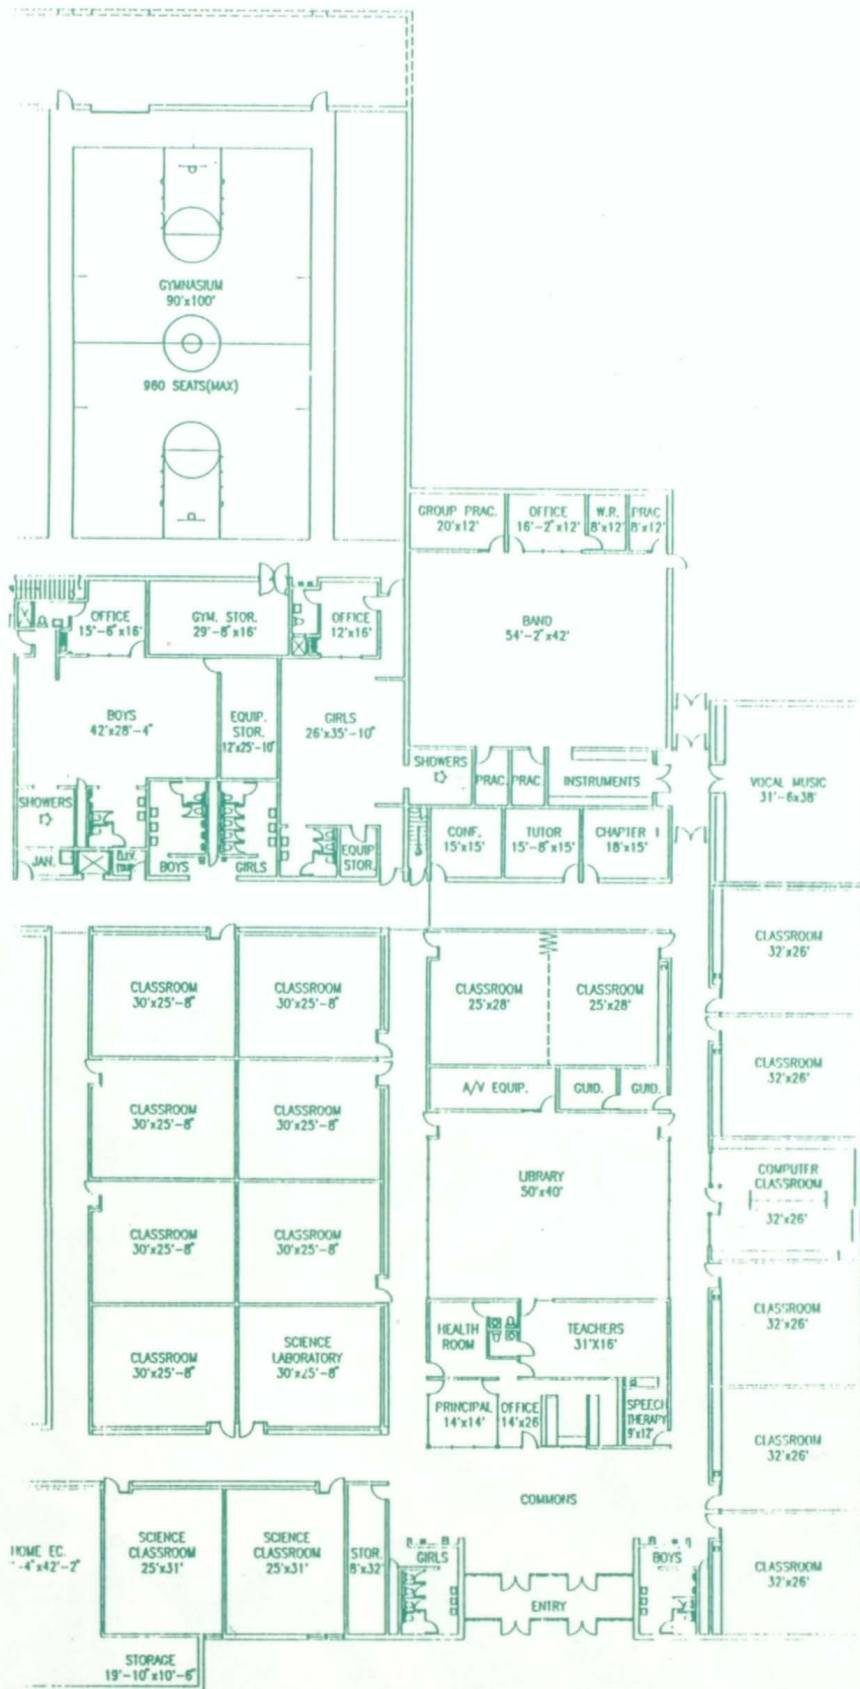 GYMNASIUM
90'x100'
960 SEATS(MAX)
GROUP PRAC.
20'x12'
OFFICE
16'-2"x12'
W.R.
8'x12'
PRAC
8'x12'
OFFICE
15'-6"x16'
GYM. STOR.
29'-8"x16'
OFFICE
12'x16'
BAND
54'-2"x42'
BOYS
42'x28'-4"
EQUIP.
STOR.
12'x25'-10"
GIRLS
26'x35'-10"
SHOWERS
PRAC.
PRAC.
INSTRUMENTS
VOCAL MUSIC
31'-6x38'
SHOWERS
JAN.
ELEV.
BOYS
GIRLS
EQUIP
STOR.
CONF.
15'x15'
TUTOR
15'-8"x15'
CHAPTER 1
18'x15'
CLASSROOM
30'x25'-8"
CLASSROOM
30'x25'-8"
CLASSROOM
25'x28'
CLASSROOM
25'x28'
CLASSROOM
32'x26'
A/V EQUIP.
GUID.
GUID.
CLASSROOM
32'x26'
CLASSROOM
30'x25'-8"
CLASSROOM
30'x25'-8"
LIBRARY
50'x40'
COMPUTER
CLASSROOM
32'x26'
CLASSROOM
30'x25'-8"
CLASSROOM
30'x25'-8"
CLASSROOM
32'x26'
CLASSROOM
30'x25'-8"
SCIENCE
LABORATORY
30'x25'-8"
HEALTH
ROOM
TEACHERS
31'X16'
PRINCIPAL
14'x14'
OFFICE
14'x26
SPEECH
THERAPY
9'x12'
CLASSROOM
32'x26'
COMMONS
HOME EC.
'-4"x42'-2"
SCIENCE
CLASSROOM
25'x31'
SCIENCE
CLASSROOM
25'x31'
STOR.
8'x32'
GIRLS
ENTRY
BOYS
CLASSROOM
32'x26'
STORAGE
19'-10"x10'-6"